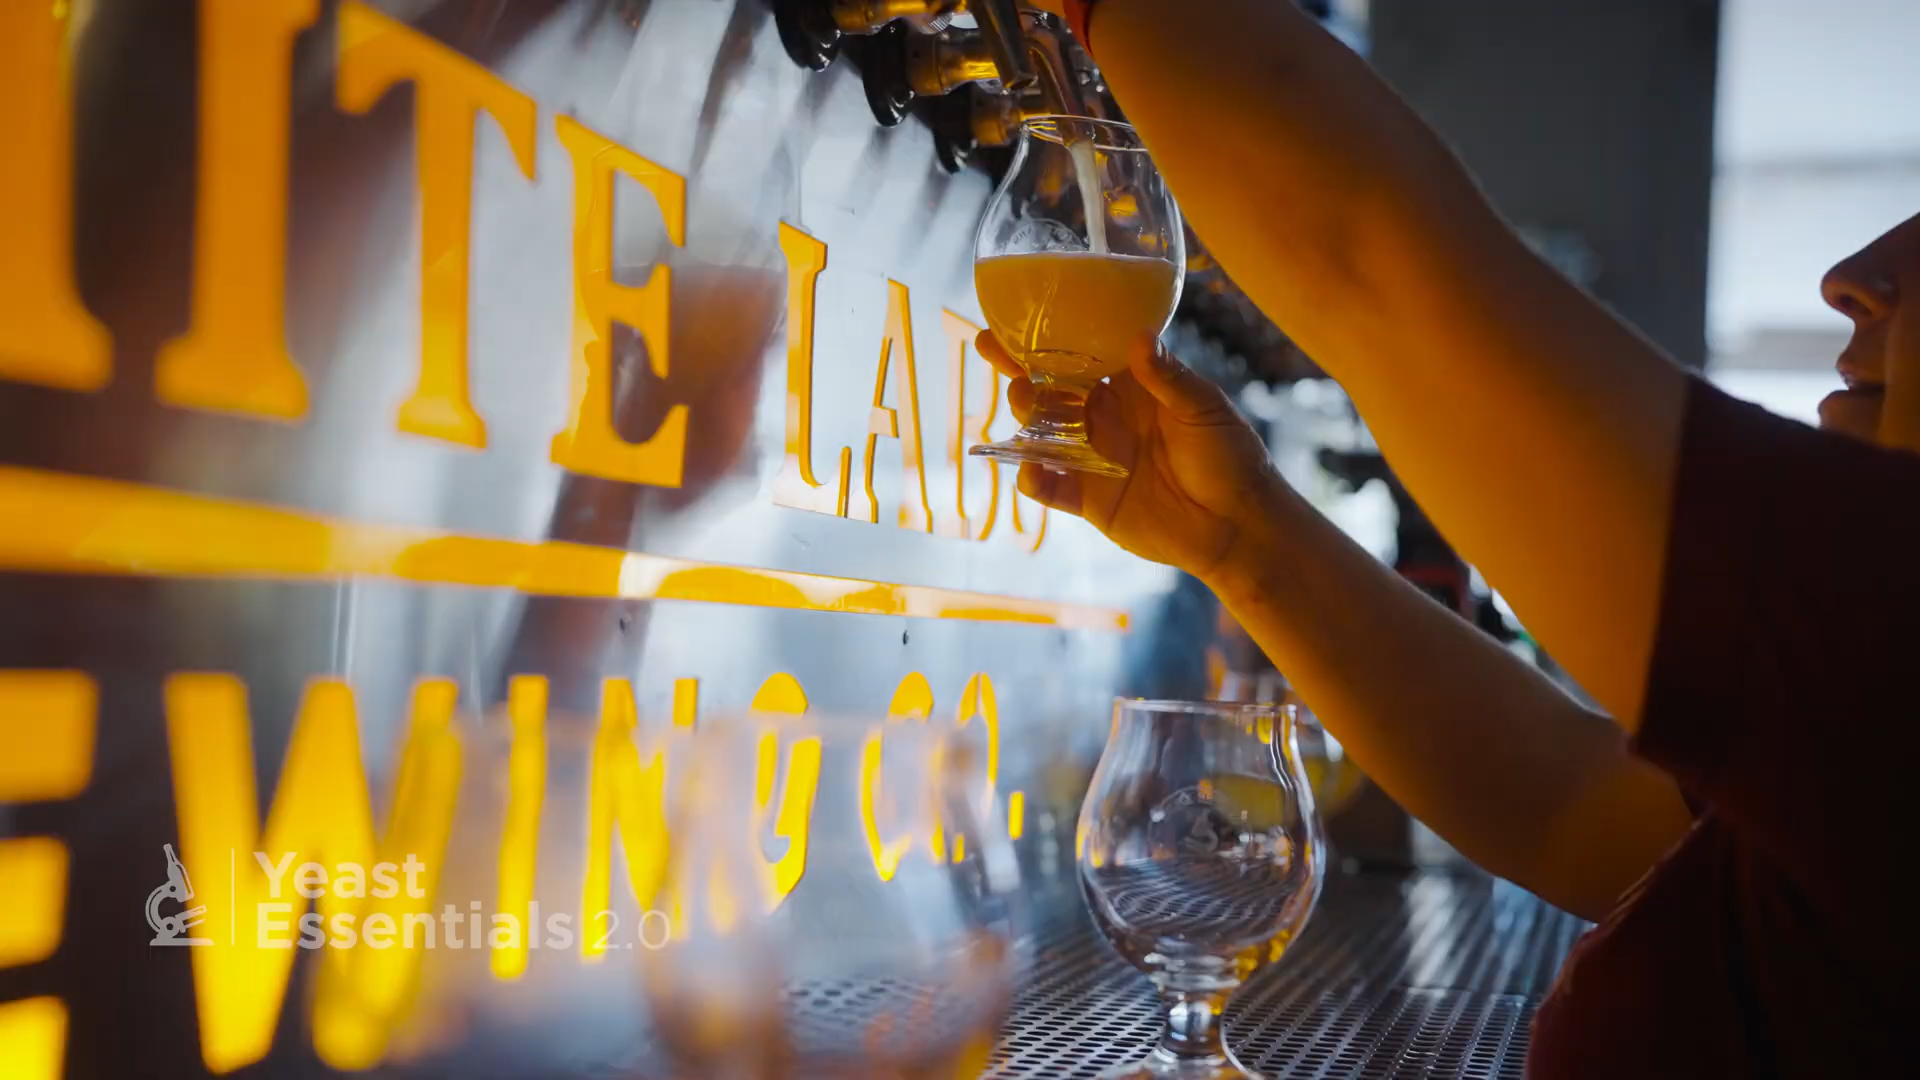 ITE LABS
EWING CO.
Yeast
Essentials 2.0